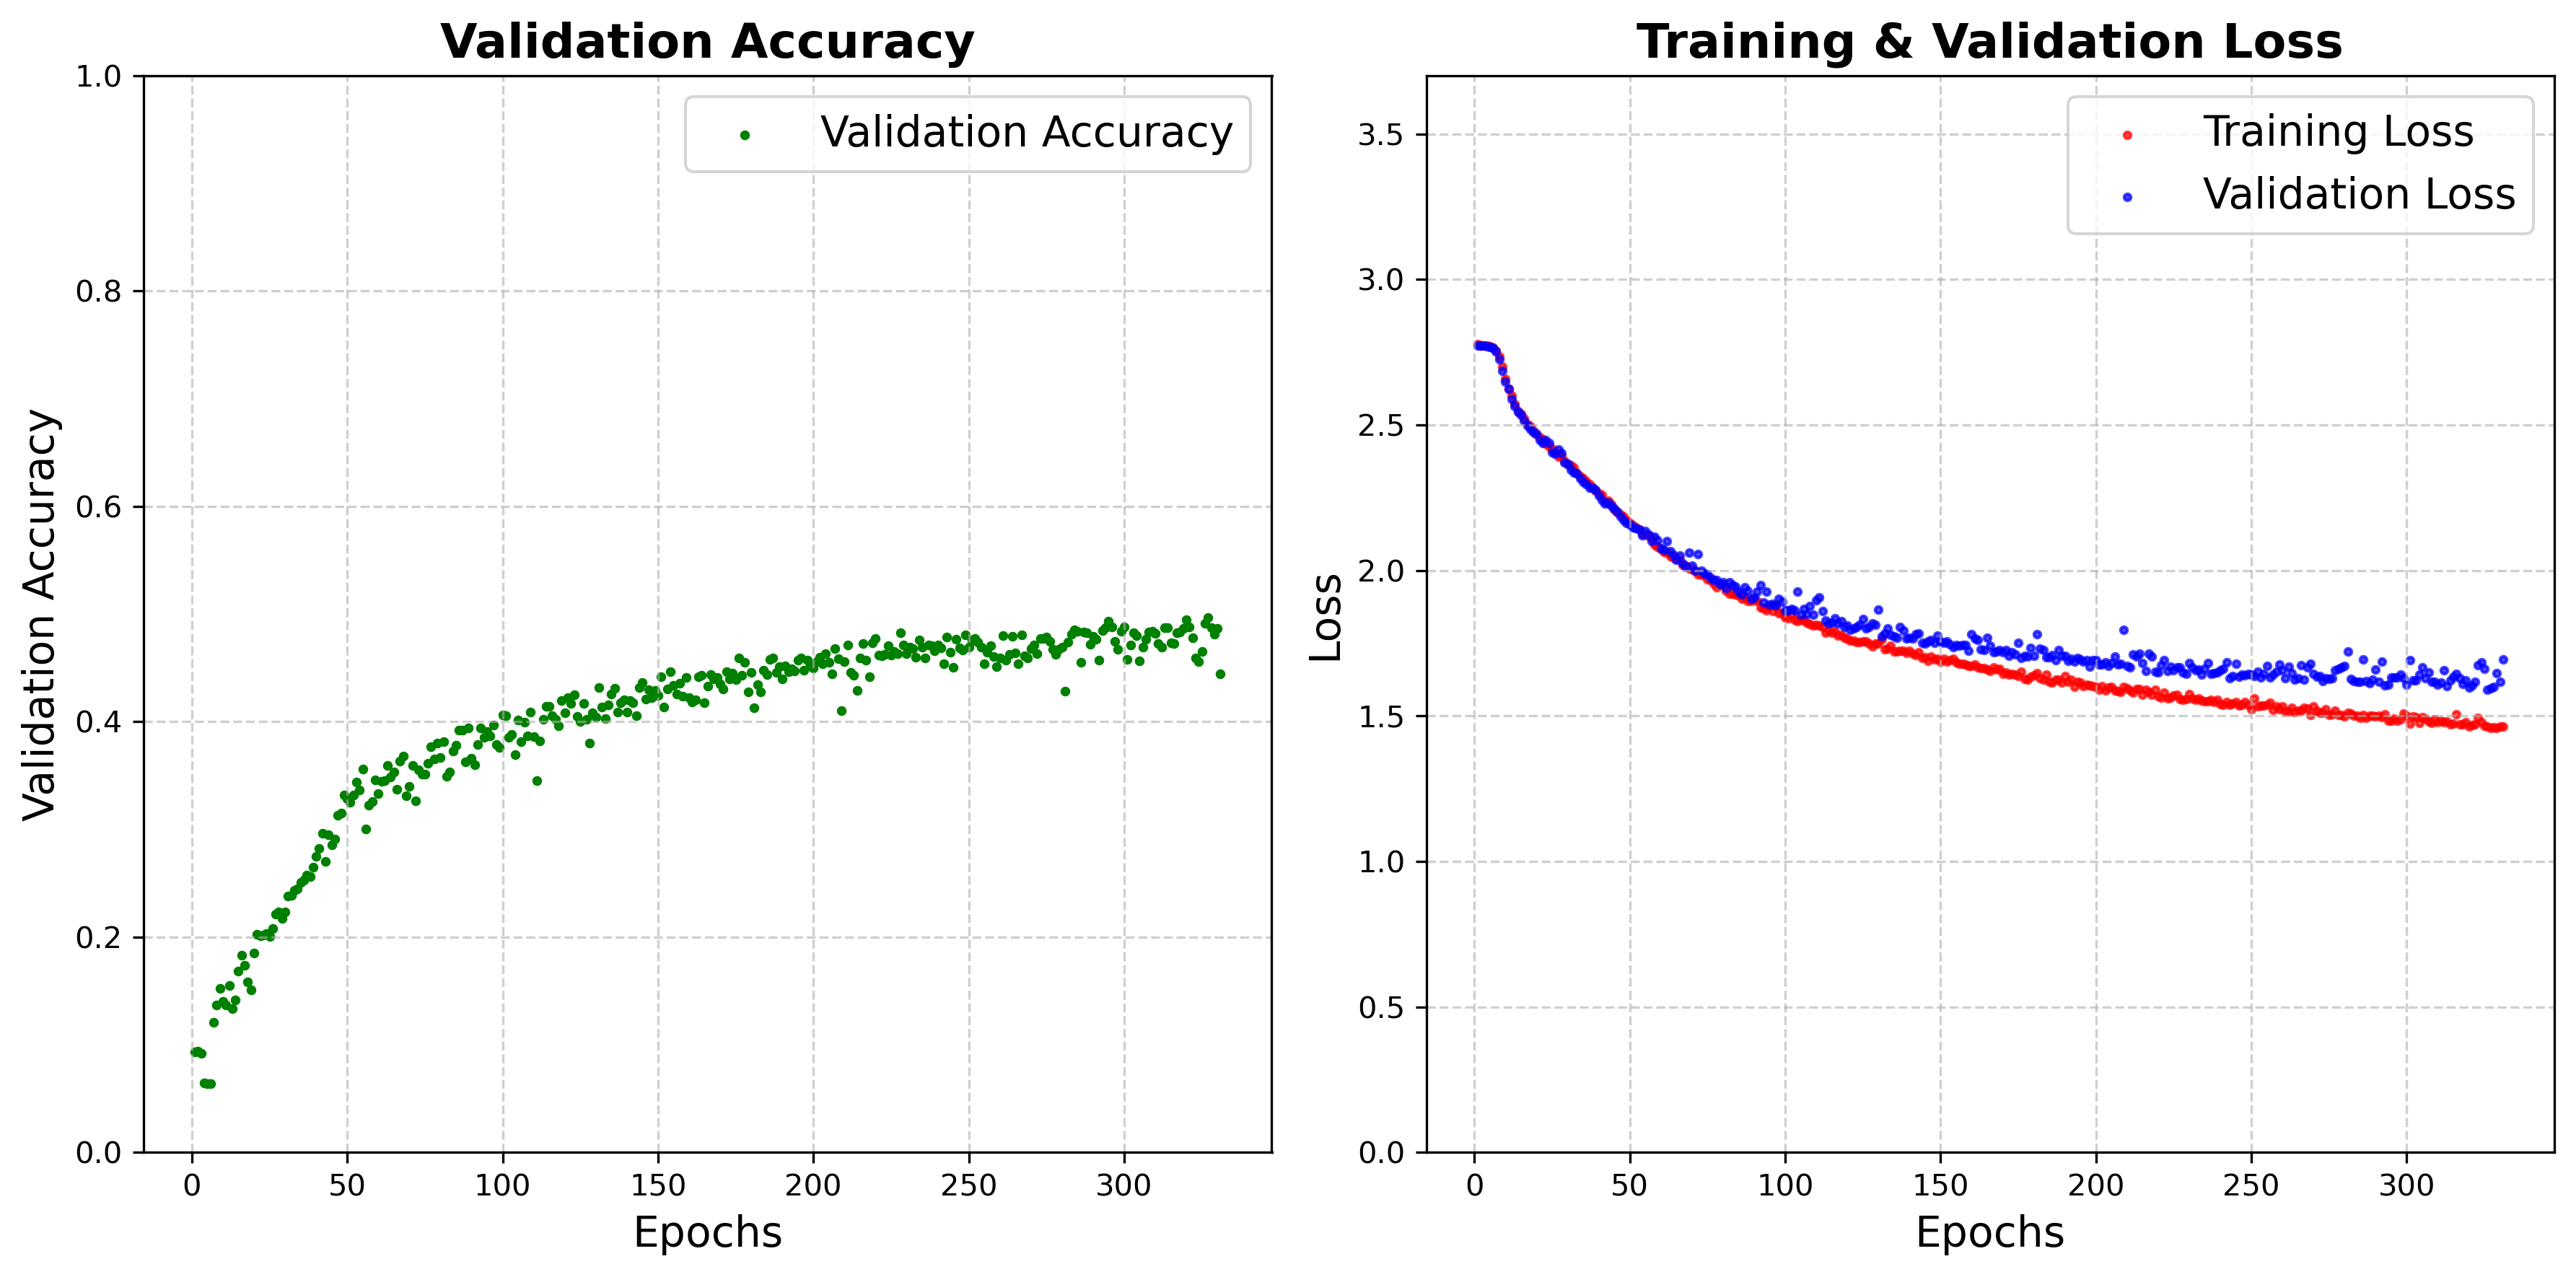 Validation Accuracy
Validation Accuracy
Validation Accuracy
1.0
0.8
0.6
0.4
0.2
0.0
0 50 100 150 200 250 300
Epochs
Training & Validation Loss
Training Loss
Validation Loss
Loss
3.5
3.0
2.5
2.0
1.5
1.0
0.5
0.0
0 50 100 150 200 250 300
Epochs